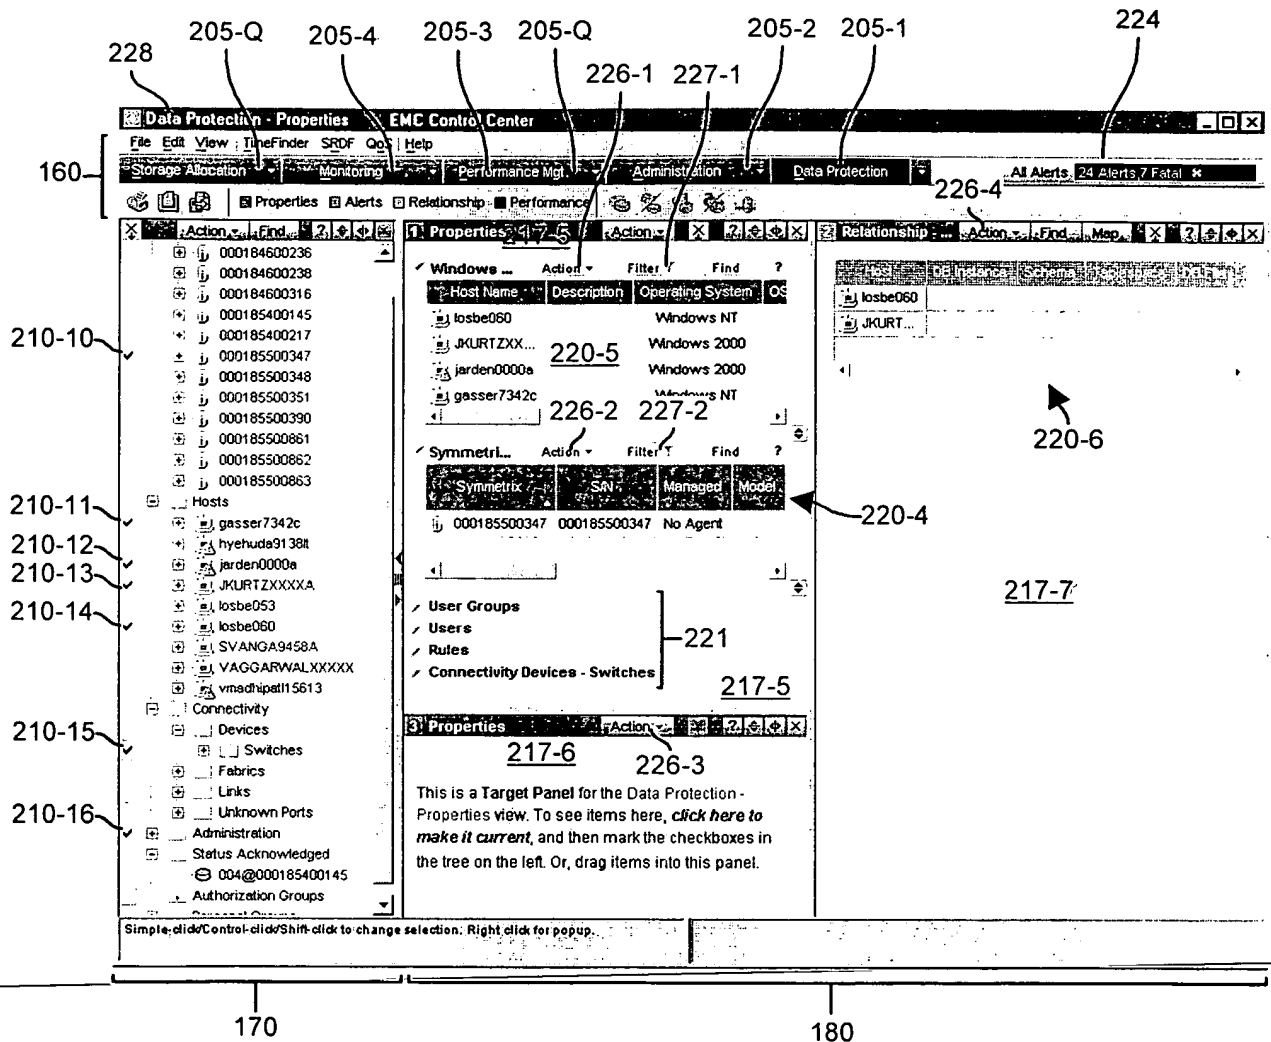 205-Q 205-4 205-3 205-Q 205-2 205-1 224
228 226-1 227-1
Data Protection - Properties EMC Control Center
File Edit View TimeFinder SRDF QoS Help
160
Storage Allocation Monitoring Performance Mgt. Administration Data Protection
All Alerts 24 Alerts,7 Fatal
226-4
Properties Alerts Relationship Performance
Action Find ?
000184600236
000184600238
000184600316
000185400145
000185400217
210-10
000185500347
000185500348
000185500351
000185500390
000185500861
000185500862
000185500863
Hosts
210-11
gasser7342c
210-12
hyehuda9138lt
jarden0000a
210-13
JKURTZXXXXA
losbe053
210-14
losbe060
SVANGA9458A
VAGGARWALXXXXX
vmadhipatl15613
Connectivity
Devices
210-15
Switches
Fabrics
Links
Unknown Ports
210-16
Administration
Status Acknowledged
004@000185400145
Authorization Groups
Personal Groups
1 Properties 217-5 Action ?
Windows ... Action Filter Find ?
Host Name Description Operating System OS
losbe060 Windows NT
JKURTZXX... Windows 2000
220-5
jarden0000a Windows 2000
gasser7342c Windows NT
226-2 227-2
Symmetri... Action Filter Find ?
Symmetrix S/N Managed Model
000185500347 000185500347 No Agent
220-4
User Groups
Users
Rules
Connectivity Devices - Switches
221
217-5
3 Properties Action ?
217-6 226-3
This is a Target Panel for the Data Protection -
Properties view. To see items here, click here to
make it current, and then mark the checkboxes in
the tree on the left. Or, drag items into this panel.
2 Relationship ... Action Find Map ?
Host DB Instance Schema
losbe060
JKURT...
220-6
217-7
Simple-click/Control-click/Shift-click to change selection. Right click for popup.
170
180